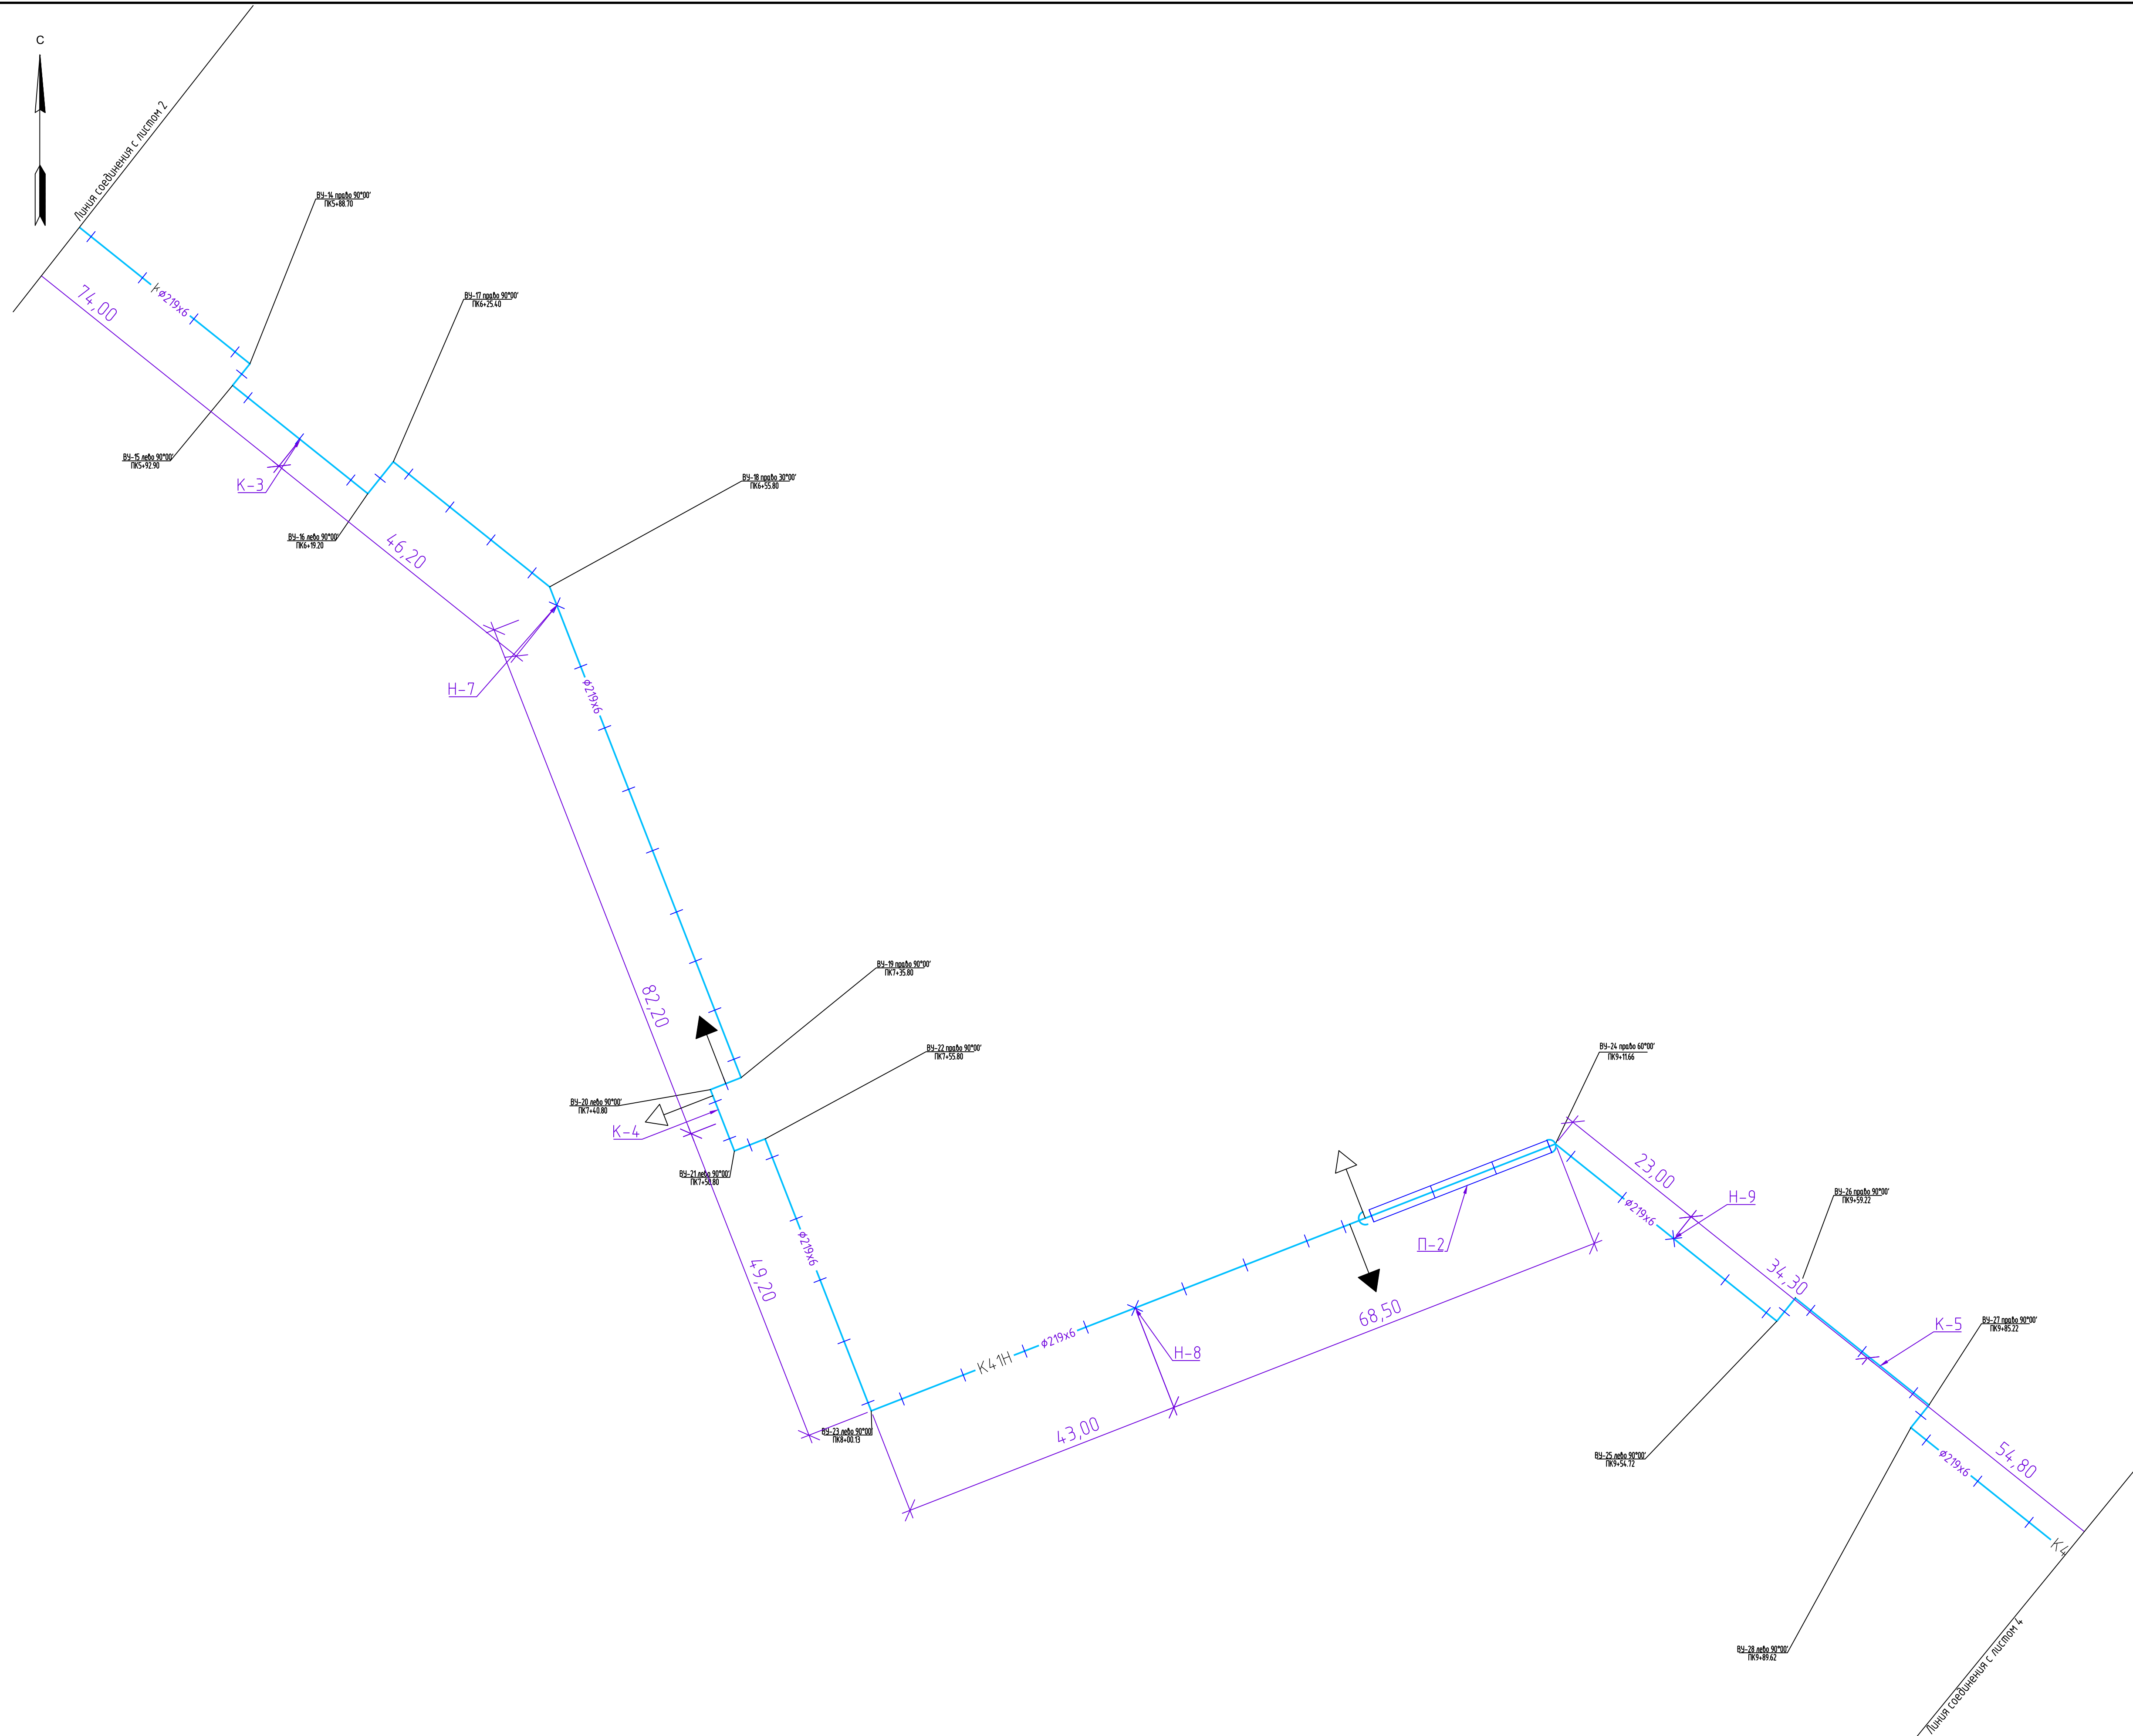 С
Линия соединения с листом 2
ВУ-14 право 90°00'
ПК5+88.70
ø219х6
74,00
ВУ-17 право 90°00'
ПК6+25.40
ВУ-15 лево 90°00'
ПК5+92.90
К-3
ВУ-18 право 30°00'
ПК6+55.80
ВУ-16 лево 90°00'
ПК6+19.20
46,20
Н-7
ø219х6
82,20
ВУ-19 право 90°00'
ПК7+35.80
ВУ-22 право 90°00'
ПК7+55.80
ВУ-20 лево 90°00'
ПК7+40.80
К-4
ВУ-21 лево 90°00'
ПК7+50.80
ø219х6
49,20
ВУ-24 право 60°00'
ПК9+11.66
23,00
Н-9
ø219х6
ВУ-26 право 90°00'
ПК9+59.22
П-2
34,30
68,50
К-5
ВУ-27 право 90°00'
ПК9+85.22
Н-8
ø219х6
К41Н
43,00
ВУ-23 лево 90°00'
ПК8+00.13
ВУ-25 лево 90°00'
ПК9+54.72
54,80
ø219х6
К4
ВУ-28 лево 90°00'
ПК9+89.62
Линия соединения с листом 4